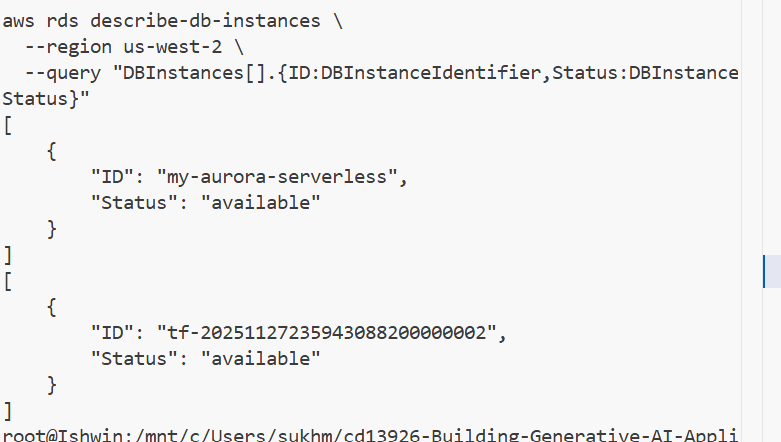 aws rds describe-db-instances \
  --region us-west-2 \
  --query "DBInstances[].{ID:DBInstanceIdentifier,Status:DBInstance
Status}"
[
    {
        "ID": "my-aurora-serverless",
        "Status": "available"
    }
]
[
    {
        "ID": "tf-20251127235943088200000002",
        "Status": "available"
    }
]
root@Ishwin:/mnt/c/Users/sukhm/cd13926-Building-Generative-AI-Appli